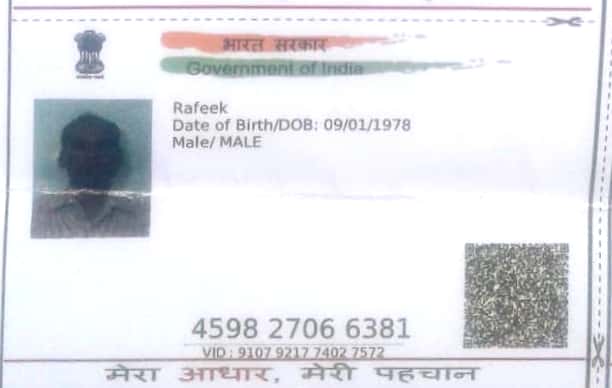 भारत सरकार
Government of India
Rafeek
Date of Birth/DOB: 09/01/1978
Male/ MALE
4598 2706 6381
VID : 9107 9217 7402 7572
मेरा आधार, मेरी पहचान